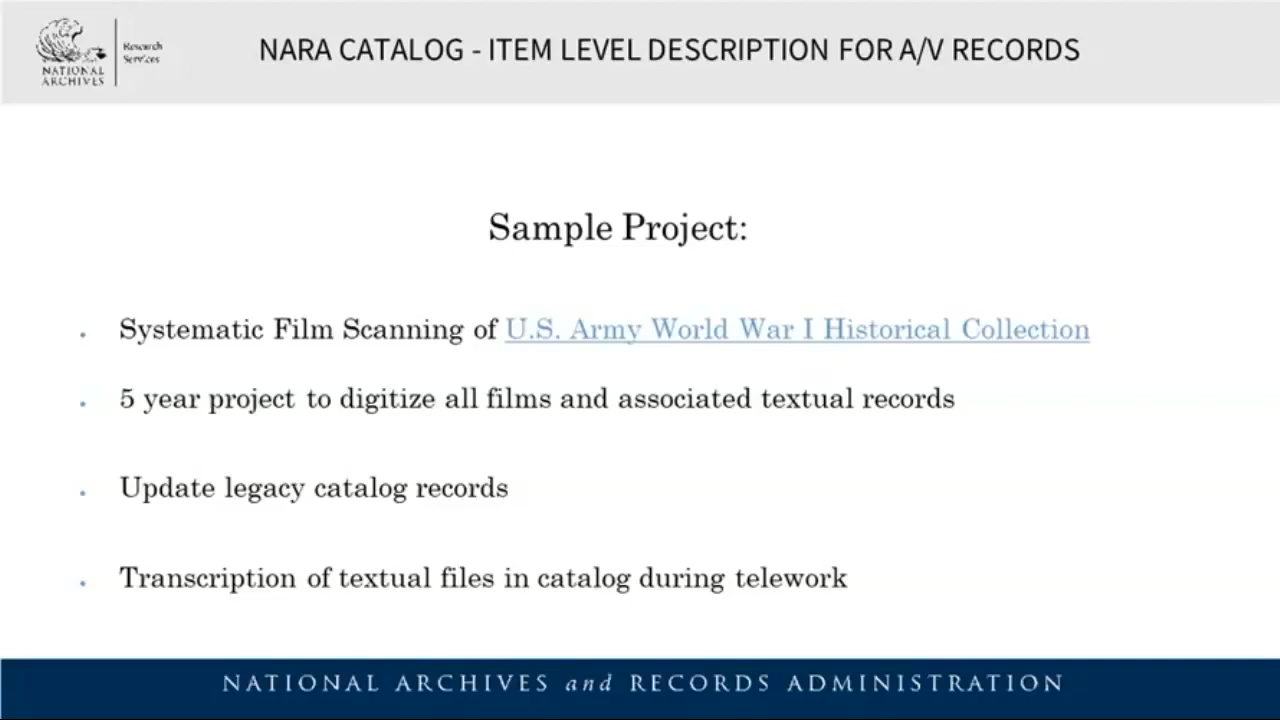 NATIONAL
ARCHIVES
Research
Services
NARA CATALOG - ITEM LEVEL DESCRIPTION FOR A/V RECORDS
Sample Project:
Systematic Film Scanning of U.S. Army World War I Historical Collection
5 year project to digitize all films and associated textual records
Update legacy catalog records
Transcription of textual files in catalog during telework
NATIONAL ARCHIVES and RECORDS ADMINISTRATION